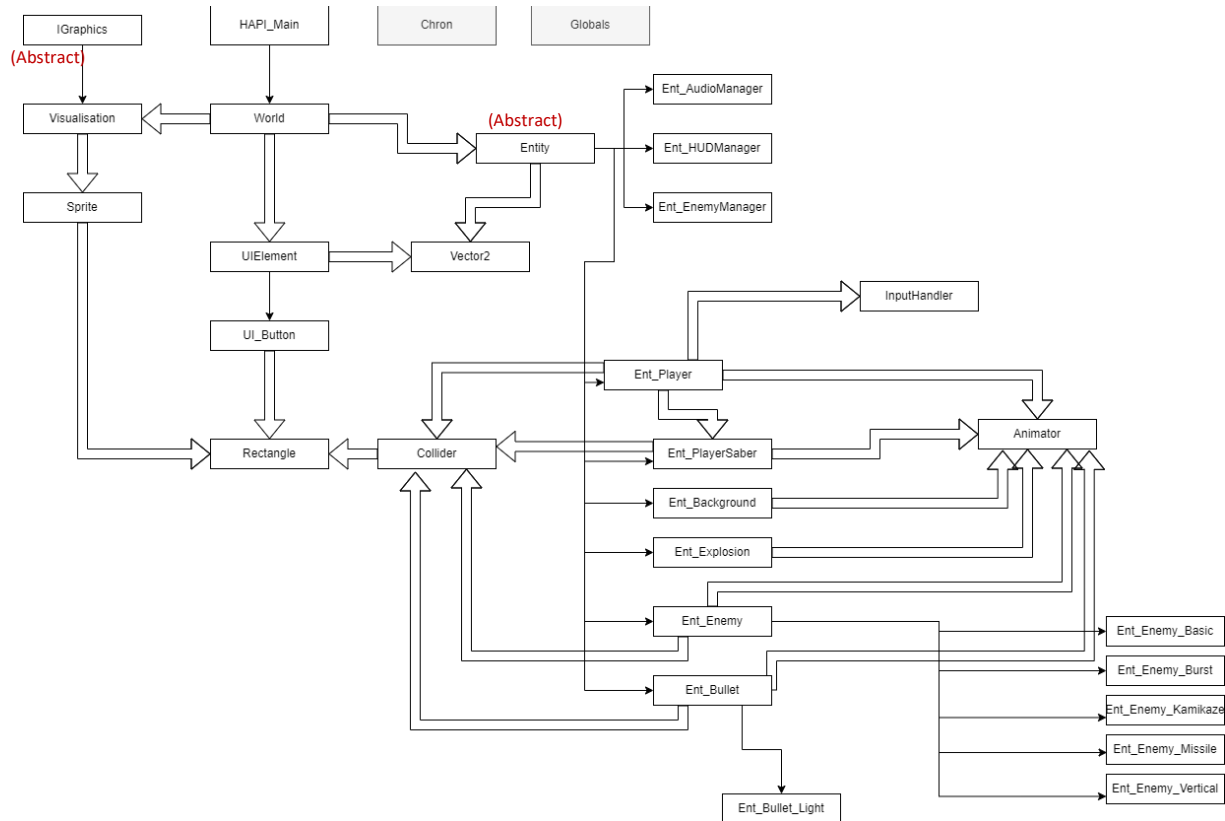 IGraphics
HAPI_Main
Chron
Globals
(Abstract)
Ent_AudioManager
Visualisation
World
(Abstract)
Entity
Ent_HUDManager
Sprite
Ent_EnemyManager
UIElement
Vector2
InputHandler
UI_Button
Ent_Player
Animator
Rectangle
Collider
Ent_PlayerSaber
Ent_Background
Ent_Explosion
Ent_Enemy
Ent_Enemy_Basic
Ent_Enemy_Burst
Ent_Bullet
Ent_Enemy_Kamikaze
Ent_Enemy_Missile
Ent_Enemy_Vertical
Ent_Bullet_Light